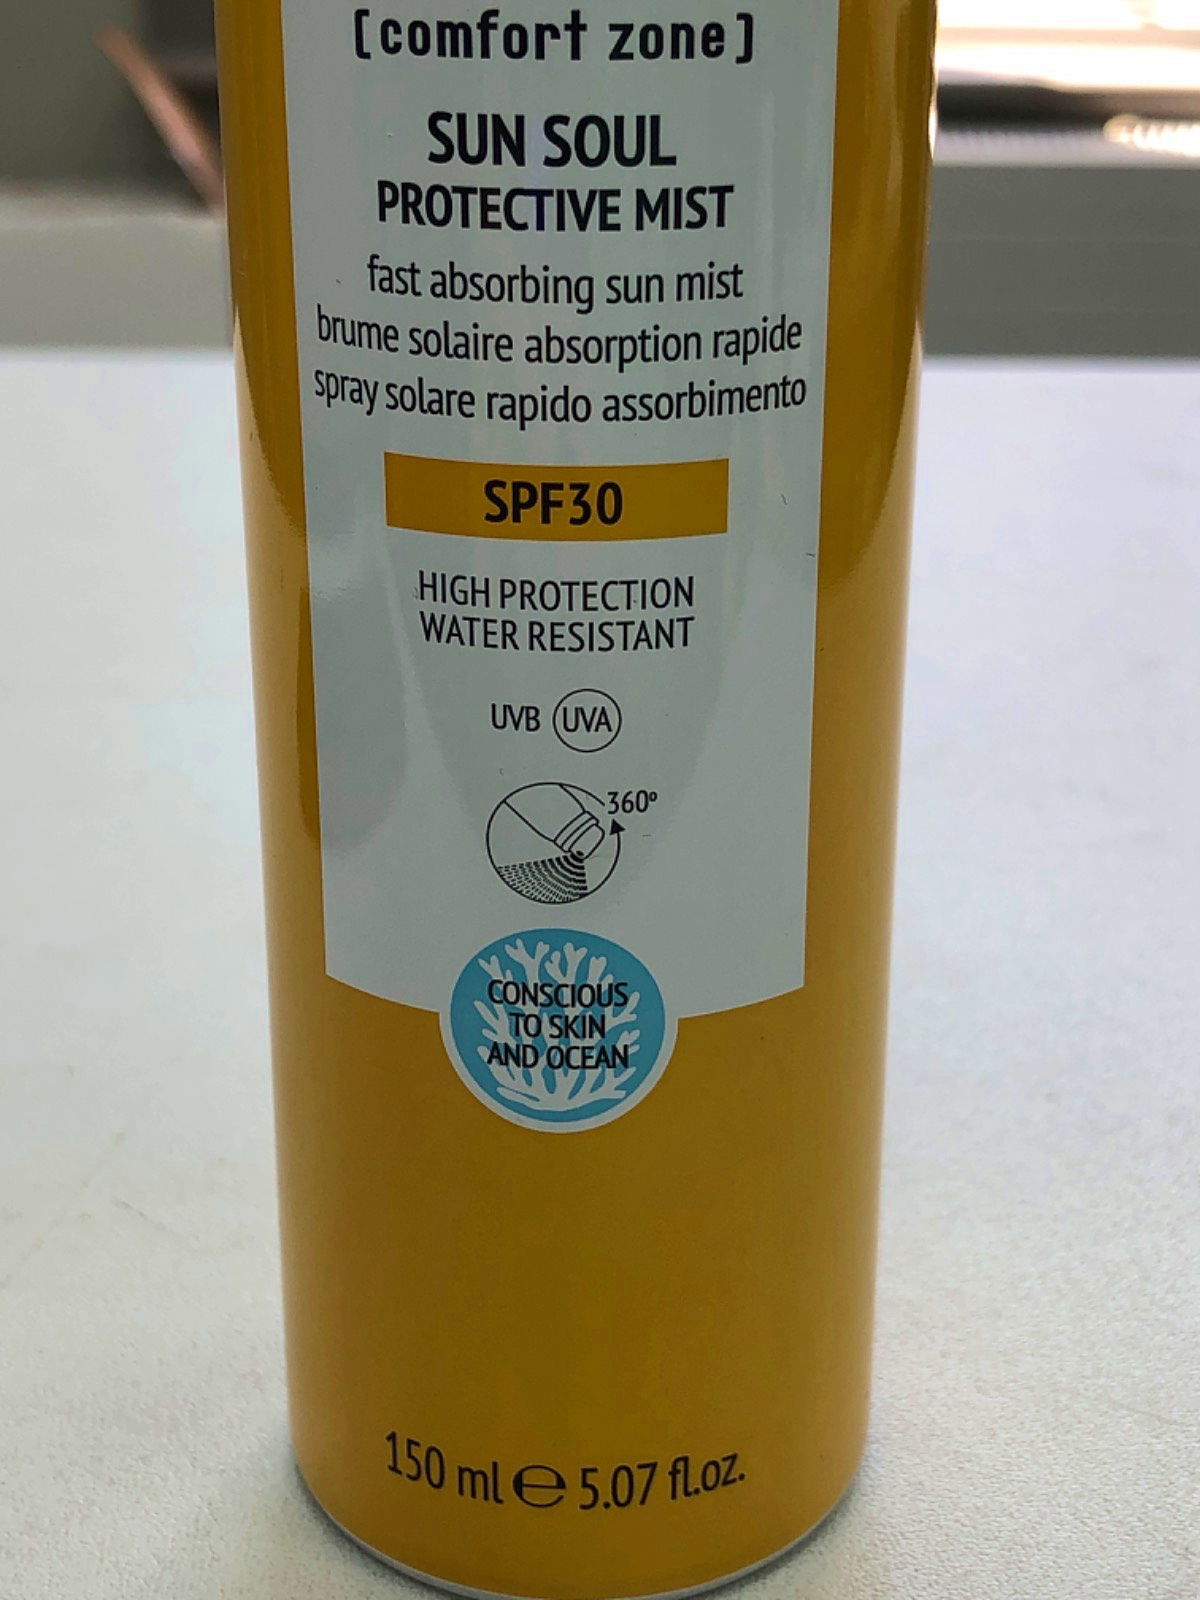 [comfort zone]
SUN SOUL
PROTECTIVE MIST
fast absorbing sun mist
brume solaire absorption rapide
spray solare rapido assorbimento
SPF30
HIGH PROTECTION
WATER RESISTANT
UVB UVA
360°
CONSCIOUS
TO SKIN
AND OCEAN
150 ml ℮ 5.07 fl.oz.